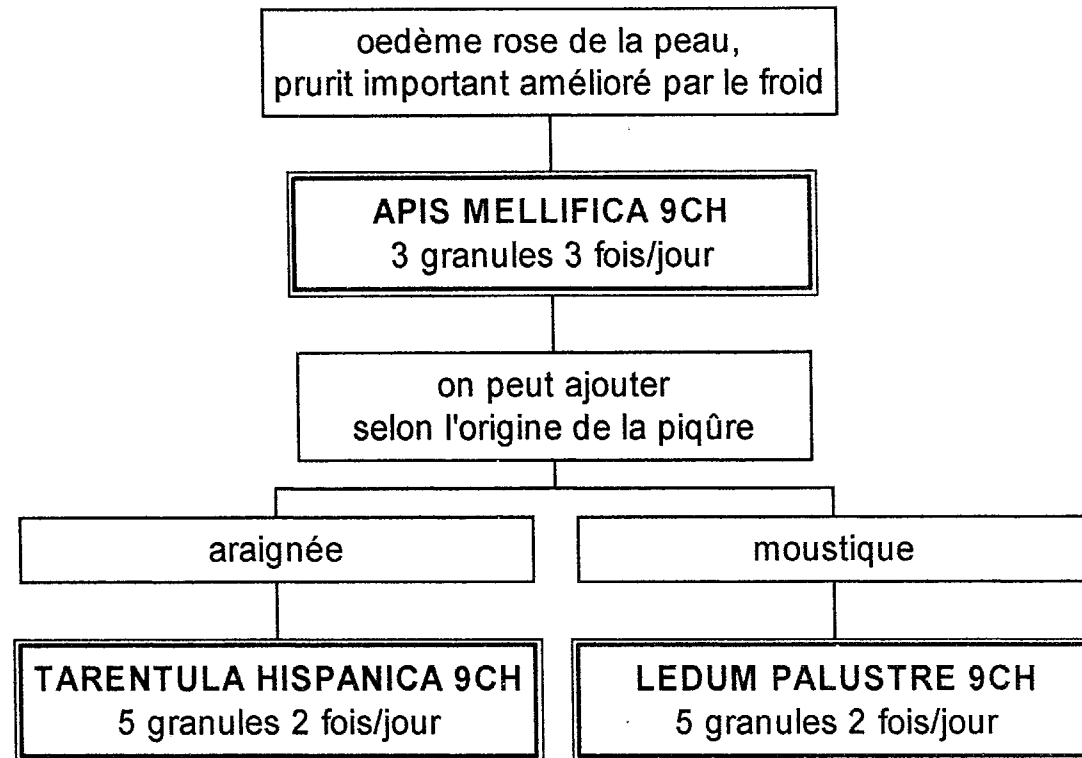 oedème rose de la peau,
prurit important amélioré par le froid
APIS MELLIFICA 9CH
3 granules 3 fois/jour
on peut ajouter
selon l'origine de la piqûre
araignée
moustique
TARENTULA HISPANICA 9CH
5 granules 2 fois/jour
LEDUM PALUSTRE 9CH
5 granules 2 fois/jour